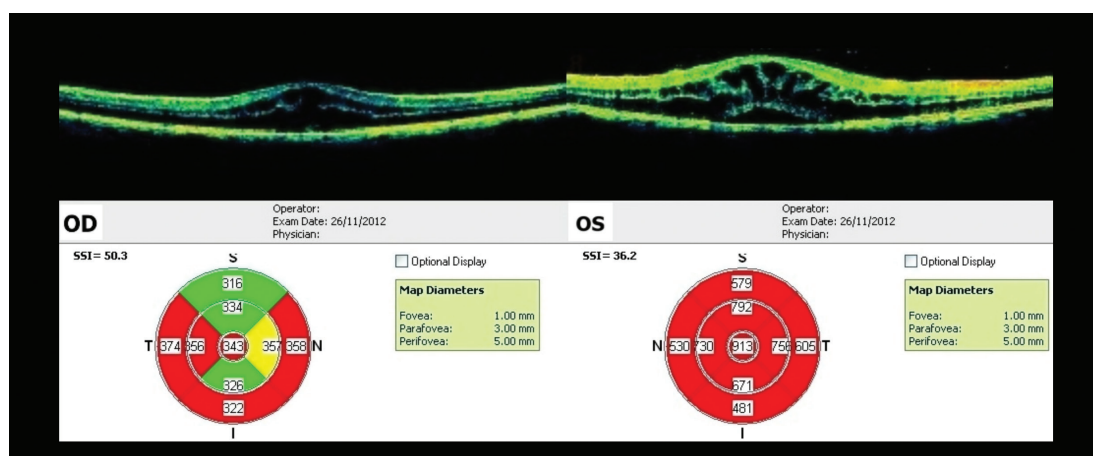 OD
Operator:
Exam Date: 26/11/2012
Physician:
SSI= 50.3
S
316
334
T 374 356 343 357 358 N
326
322
I
Optional Display
Map Diameters
Fovea: 1.00 mm
Parafovea: 3.00 mm
Perifovea: 5.00 mm
OS
Operator:
Exam Date: 26/11/2012
Physician:
SSI= 36.2
S
579
792
N 530 730 913 756 605 T
671
481
I
Optional Display
Map Diameters
Fovea: 1.00 mm
Parafovea: 3.00 mm
Perifovea: 5.00 mm